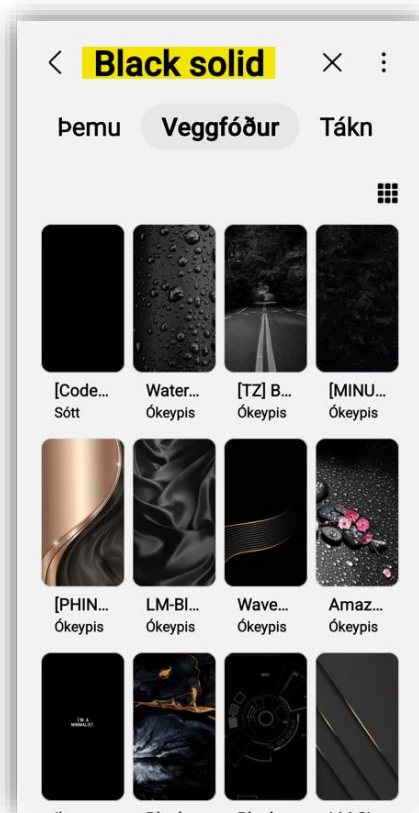 Black solid
Þemu Veggfóður Tákn
[Code... Water... [TZ] B... [MINU...
Sótt Ókeypis Ókeypis Ókeypis
[PHIN... LM-Bl... Wave... Amaz...
Ókeypis Ókeypis Ókeypis Ókeypis
I'M A
MINIMALIST.